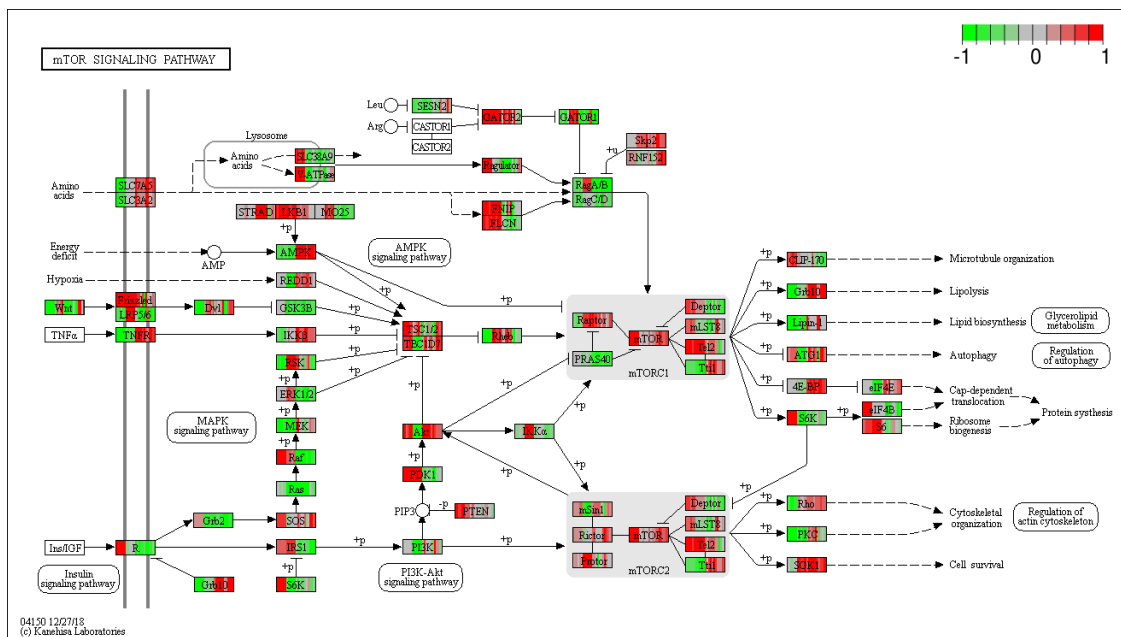 -1 0 1
mTOR SIGNALING PATHWAY
Leu
SESN2
GATOR2
GATOR1
Arg
CASTOR1
CASTOR2
Skp2
RNF152
+u
Lysosome
Amino
acids
SLC38A9
V-ATPase
Ragulator
RagA/B
RagC/D
Amino
acids
SLC7A5
SLC3A2
FNIP
FLCN
STRAD
LKB1
MO25
+p
Energy
deficit
AMP
AMPK
AMPK
signaling pathway
+p
+p
+p
Hypoxia
REDD1
Wnt
Frizzled
LRP5/6
Dvl
GSK3B
+p
TNFα
TNFR
IKKβ
+p
TSC1/2
TBC1D7
Rheb
RSK
+p
ERK1/2
+p
+p
+p
MEK
+p
Raf
Ras
MAPK
signaling pathway
Raptor
PRAS40
mTOR
Deptor
mLST8
Tel2
Tti1
mTORC1
+p
CLIP-170
Microtubule organization
+p
Grb10
Lipolysis
+p
Lipin-1
Lipid biosynthesis
Glycerolipid
metabolism
+p
ATG1
Autophagy
Regulation
of autophagy
+p
4E-BP
eIF4E
Cap-dependent
translocation
+p
S6K
+p
eIF4B
S6
Ribosome
biogenesis
Protein systhesis
Akt
+p
+p
IKKα
+p
+p
PDK1
PIP3
-p
PTEN
+p
Grb2
SOS
Ins/IGF
R
IRS1
+p
PI3K
+p
Insulin
signaling pathway
Grb10
+p
S6K
PI3K-Akt
signaling pathway
mSin1
Rictor
Protor
mTOR
Deptor
mLST8
Tel2
Tti1
mTORC2
+p
+p
Rho
+p
PKC
Cytoskeletal
organization
Regulation of
actin cytoskeleton
+p
SGK1
Cell survival
04150 12/27/18
(c) Kanehisa Laboratories